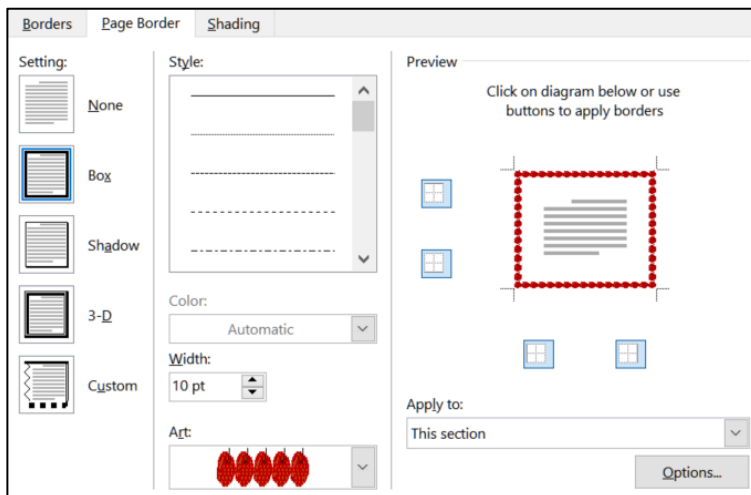 Borders
Page Border
Shading
Setting:
None
Box
Shadow
3-D
Custom
Style:
Color:
Automatic
Width:
10 pt
Art:
Preview
Click on diagram below or use
buttons to apply borders
Apply to:
This section
Options...